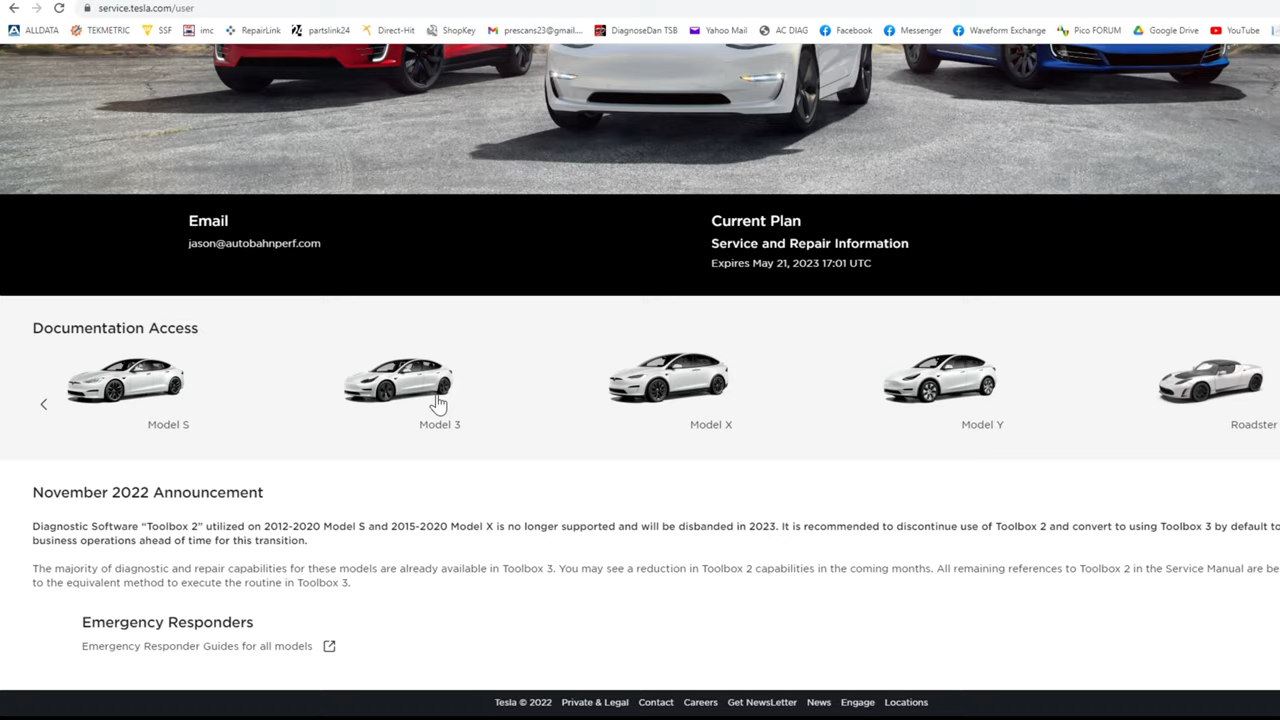 service.tesla.com/user
ALLDATA TEKMETRIC SSF imc RepairLink partslink24 Direct-Hit ShopKey prescans23@gmail.... DiagnoseDan TSB Yahoo Mail AC DIAG Facebook Messenger Waveform Exchange Pico FORUM Google Drive YouTube
Email Current Plan
jason@autobahnperf.com Service and Repair Information
Expires May 21, 2023 17:01 UTC
Documentation Access
Model S Model 3 Model X Model Y Roadster
November 2022 Announcement
Diagnostic Software “Toolbox 2” utilized on 2012-2020 Model S and 2015-2020 Model X is no longer supported and will be disbanded in 2023. It is recommended to discontinue use of Toolbox 2 and convert to using Toolbox 3 by default to
business operations ahead of time for this transition.
The majority of diagnostic and repair capabilities for these models are already available in Toolbox 3. You may see a reduction in Toolbox 2 capabilities in the coming months. All remaining references to Toolbox 2 in the Service Manual are be
to the equivalent method to execute the routine in Toolbox 3.
Emergency Responders
Emergency Responder Guides for all models
Tesla © 2022 Private & Legal Contact Careers Get NewsLetter News Engage Locations